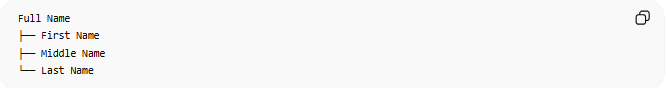 Full Name
├── First Name
├── Middle Name
└── Last Name